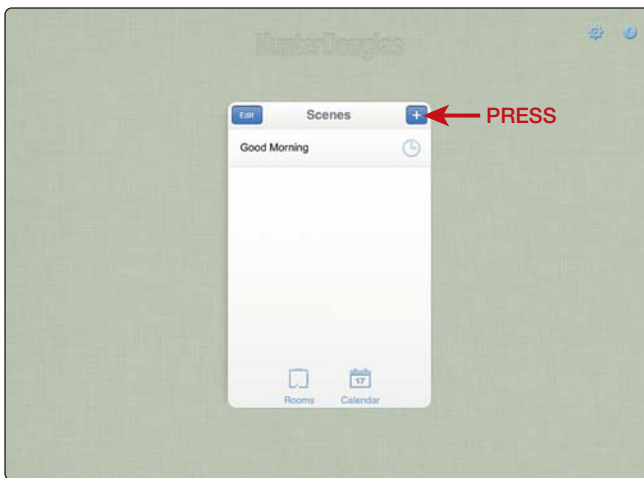 HunterDouglas
Edit
Scenes
+
PRESS
Good Morning
17
Rooms
Calendar